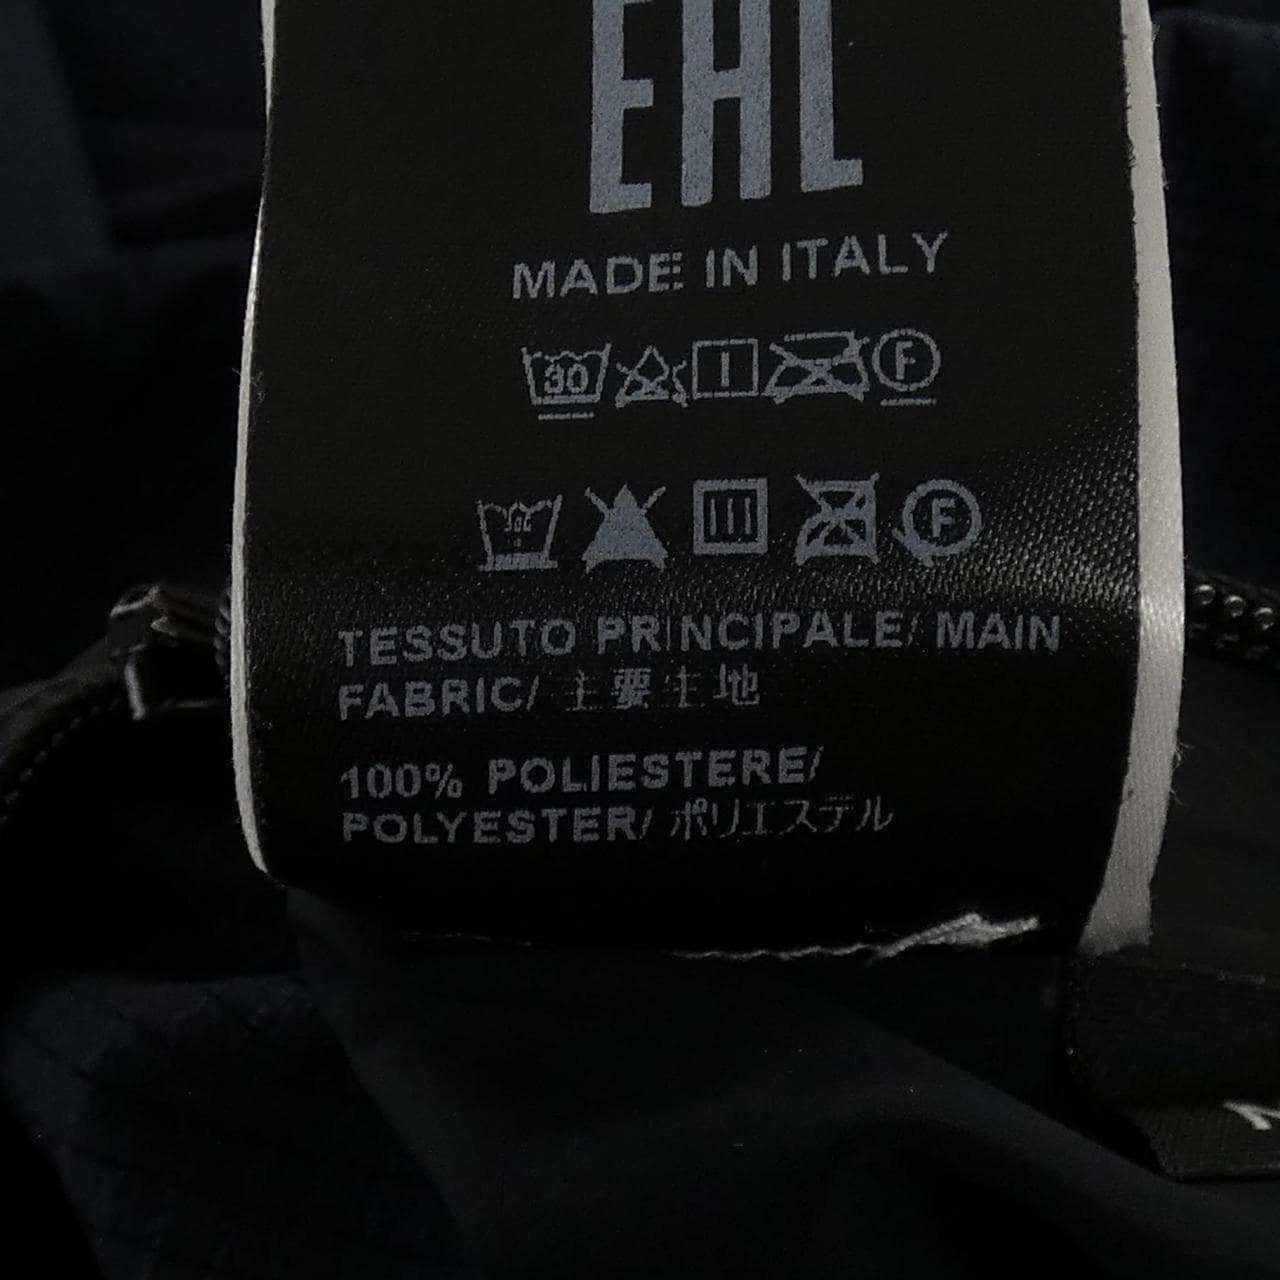 EAC
MADE IN ITALY
30 F
F
TESSUTO PRINCIPALE/ MAIN
FABRIC/ 主要生地
100% POLIESTERE/
POLYESTER/ ポリエステル